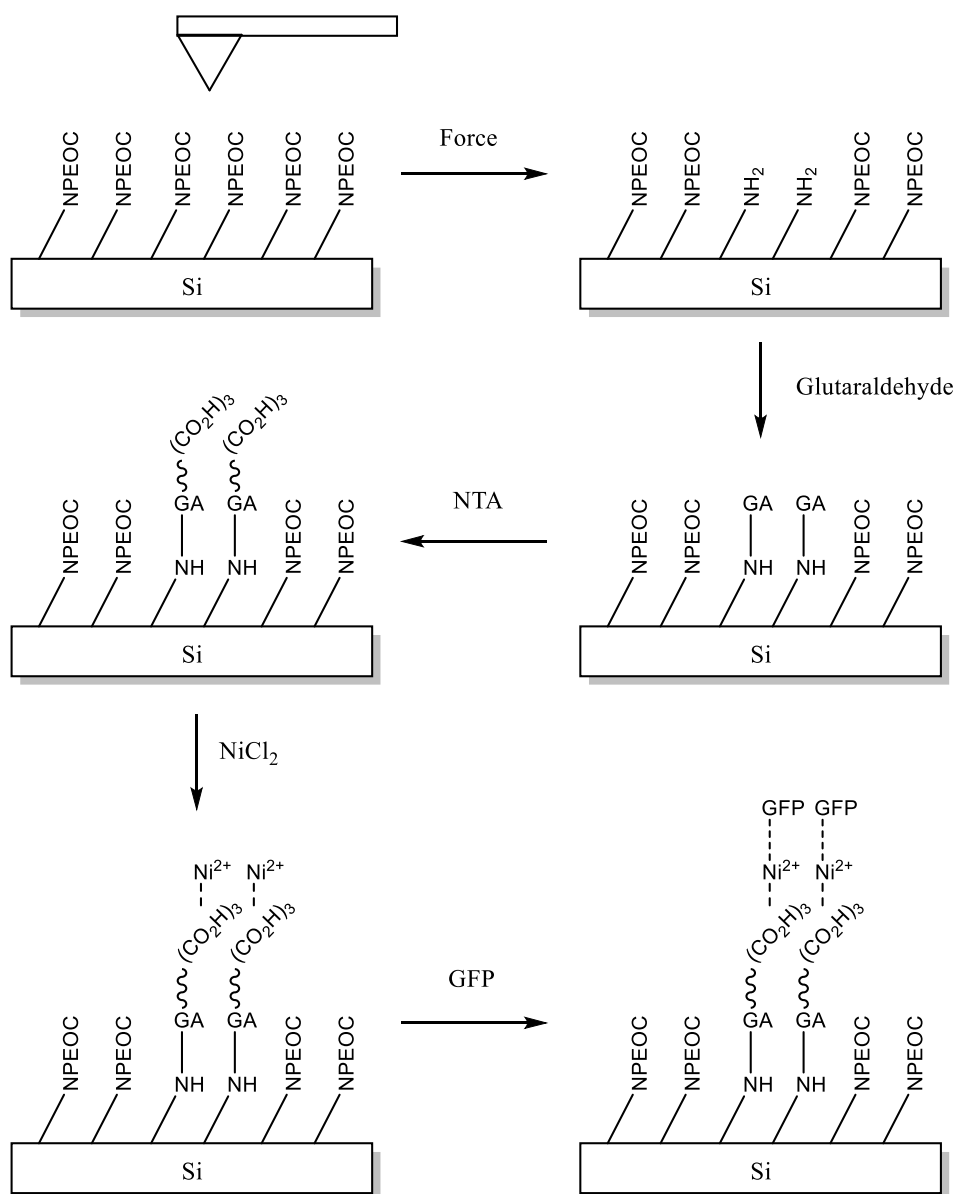 NPEOC NPEOC NPEOC NPEOC NPEOC NPEOC
Si
Force
NPEOC NPEOC NH₂ NH₂ NPEOC NPEOC
Si
Glutaraldehyde
GA GA
NPEOC NPEOC NH NH NPEOC NPEOC
Si
NTA
(CO₂H)₃ (CO₂H)₃
GA GA
NPEOC NPEOC NH NH NPEOC NPEOC
Si
NiCl₂
Ni²⁺ Ni²⁺
(CO₂H)₃ (CO₂H)₃
GA GA
NPEOC NPEOC NH NH NPEOC NPEOC
Si
GFP
GFP GFP
Ni²⁺ Ni²⁺
(CO₂H)₃ (CO₂H)₃
GA GA
NPEOC NPEOC NH NH NPEOC NPEOC
Si